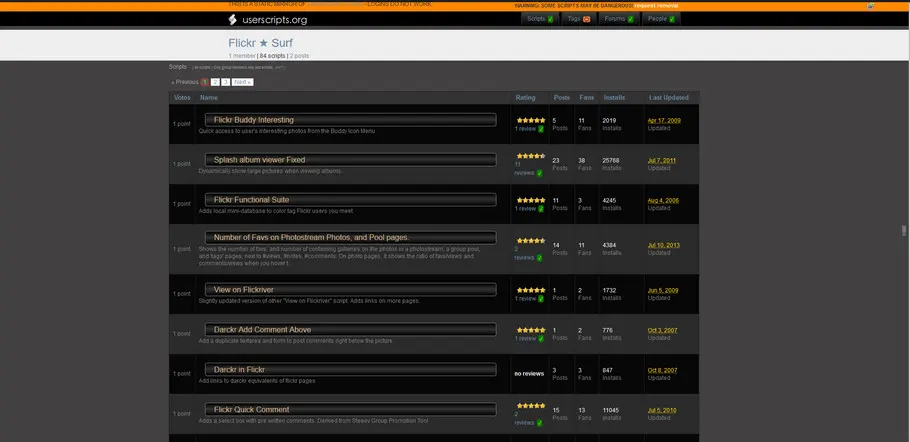 THIS IS A STATIC MIRROR OF
LOGINS DO NOT WORK
WARNING: SOME SCRIPTS MAY BE DANGEROUS request removal
userscripts.org
Scripts
Tags
Forums
People
Flickr ★ Surf
1 member | 84 scripts | 2 posts
Scripts
« Previous 1 2 3 Next »
Votes Name Rating Posts Fans Installs Last Updated
Flickr Buddy Interesting
1 point
Quick access to user's interesting photos from the Buddy Icon Menu
1 review
5 Posts
11 Fans
2019 Installs
Apr 17, 2009 Updated
Splash album viewer Fixed
1 point
Dynamically show large pictures when viewing albums.
11 reviews
23 Posts
38 Fans
25768 Installs
Jul 7, 2011 Updated
Flickr Functional Suite
1 point
Adds local mini-database to color tag Flickr users you meet
1 review
11 Posts
3 Fans
4245 Installs
Aug 4, 2006 Updated
Number of Favs on Photostream Photos, and Pool pages.
1 point
Shows the number of favs, and number of containing galleries on the photos in a photostream, a group pool,
and 'tags' pages, next to #views, #notes, #comments. On photo pages, it shows the ratio of favs/views and
comments/views when you hover t
2 reviews
14 Posts
11 Fans
4384 Installs
Jul 10, 2013 Updated
View on Flickriver
1 point
Slightly updated version of other "View on Flickriver" script. Adds links on more pages.
1 review
1 Posts
2 Fans
1732 Installs
Jun 5, 2009 Updated
Darckr Add Comment Above
1 point
Add a duplicate textarea and form to post comments right below the picture.
1 review
1 Posts
2 Fans
776 Installs
Oct 3, 2007 Updated
Darckr in Flickr
1 point
Add links to darckr equivalents of flickr pages
no reviews
3 Posts
3 Fans
847 Installs
Oct 8, 2007 Updated
Flickr Quick Comment
1 point
Adds a select box with pre written comments. Derived from Steeev Group Promotion Tool
2 reviews
15 Posts
13 Fans
11045 Installs
Jul 5, 2010 Updated